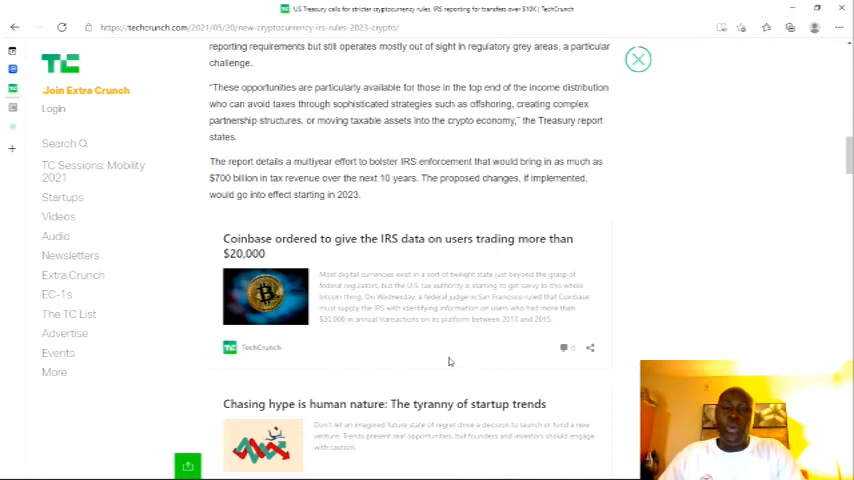 US Treasury calls for stricter cryptocurrency rules, IRS reporting for transfers over $10K | TechCrunch
https://techcrunch.com/2021/05/20/new-cryptocurrency-irs-rules-2023-crypto/
TC
Join Extra Crunch
Login
Search
TC Sessions: Mobility
2021
Startups
Videos
Audio
Newsletters
Extra Crunch
EC-1s
The TC List
Advertise
Events
More
reporting requirements but still operates mostly out of sight in regulatory grey areas, a particular
challenge.
“These opportunities are particularly available for those in the top end of the income distribution
who can avoid taxes through sophisticated strategies such as offshoring, creating complex
partnership structures, or moving taxable assets into the crypto economy,” the Treasury report
states.
The report details a multiyear effort to bolster IRS enforcement that would bring in as much as
$700 billion in tax revenue over the next 10 years. The proposed changes, if implemented,
would go into effect starting in 2023.
Coinbase ordered to give the IRS data on users trading more than
$20,000
Most digital currencies exist in a sort of twilight state just beyond the grasp of
federal regulators, but the U.S. tax authority is starting to get savvy to this whole
bitcoin thing. On Wednesday, a federal judge in San Francisco ruled that Coinbase
must supply the IRS with identifying information on users who had more than
$20,000 in annual transactions on its platform between 2013 and 2015.
TechCrunch
0
Chasing hype is human nature: The tyranny of startup trends
Don't let an imagined future state of regret drive a decision to launch or fund a new
venture. Trends present real opportunities, but founders and investors should engage
with caution.